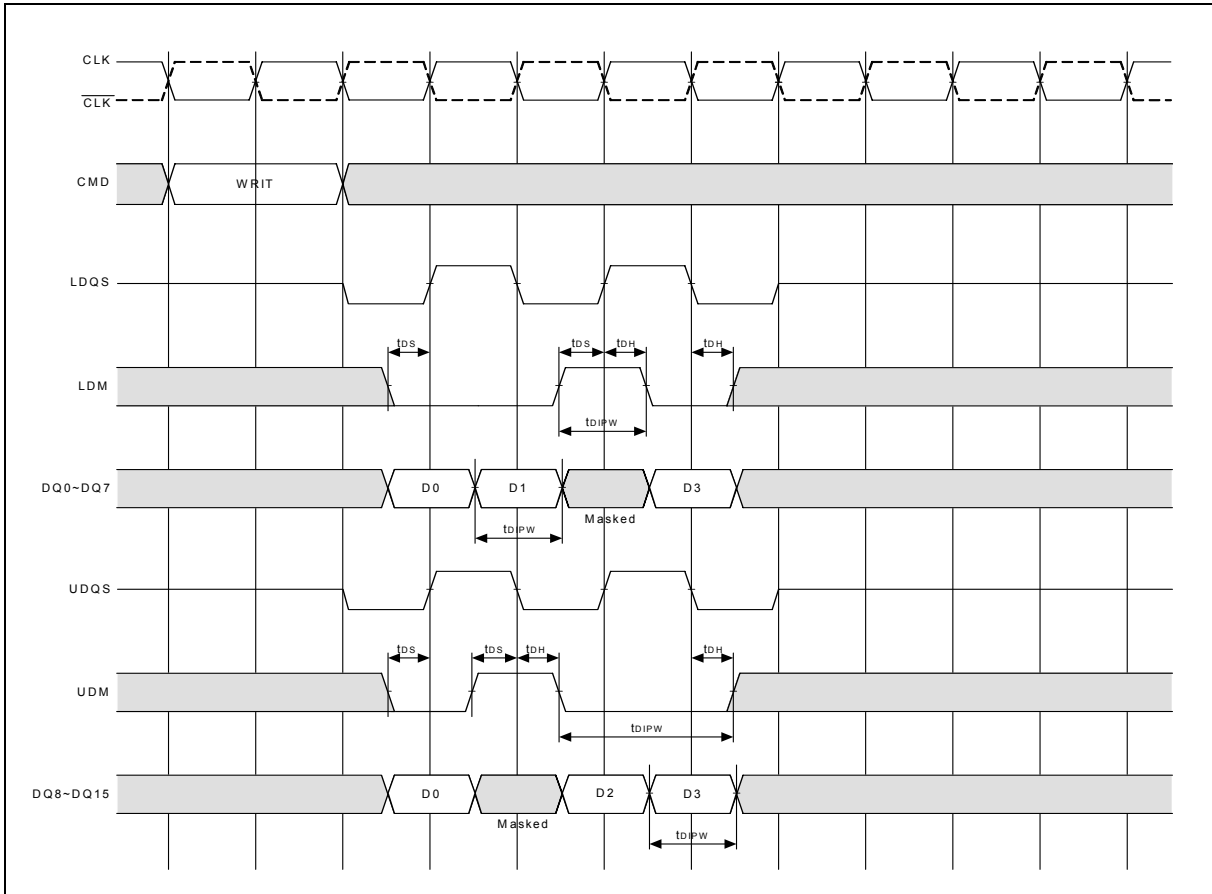 CLK
CLK
CMD WRIT
LDQS
tDS tDS tDH tDH
LDM
tDIPW
DQ0~DQ7 D0 D1 D3
Masked
tDIPW
UDQS
tDS tDS tDH tDH
UDM
tDIPW
DQ8~DQ15 D0 D2 D3
Masked
tDIPW